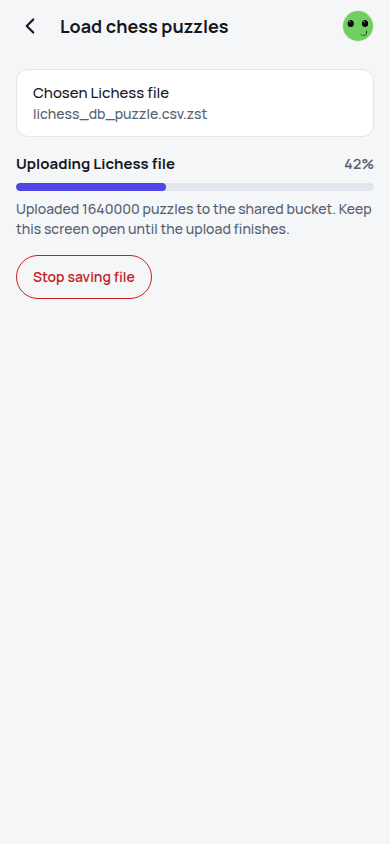 Load chess puzzles
Chosen Lichess file
lichess_db_puzzle.csv.zst
Uploading Lichess file 42%
Uploaded 1640000 puzzles to the shared bucket. Keep
this screen open until the upload finishes.
Stop saving file